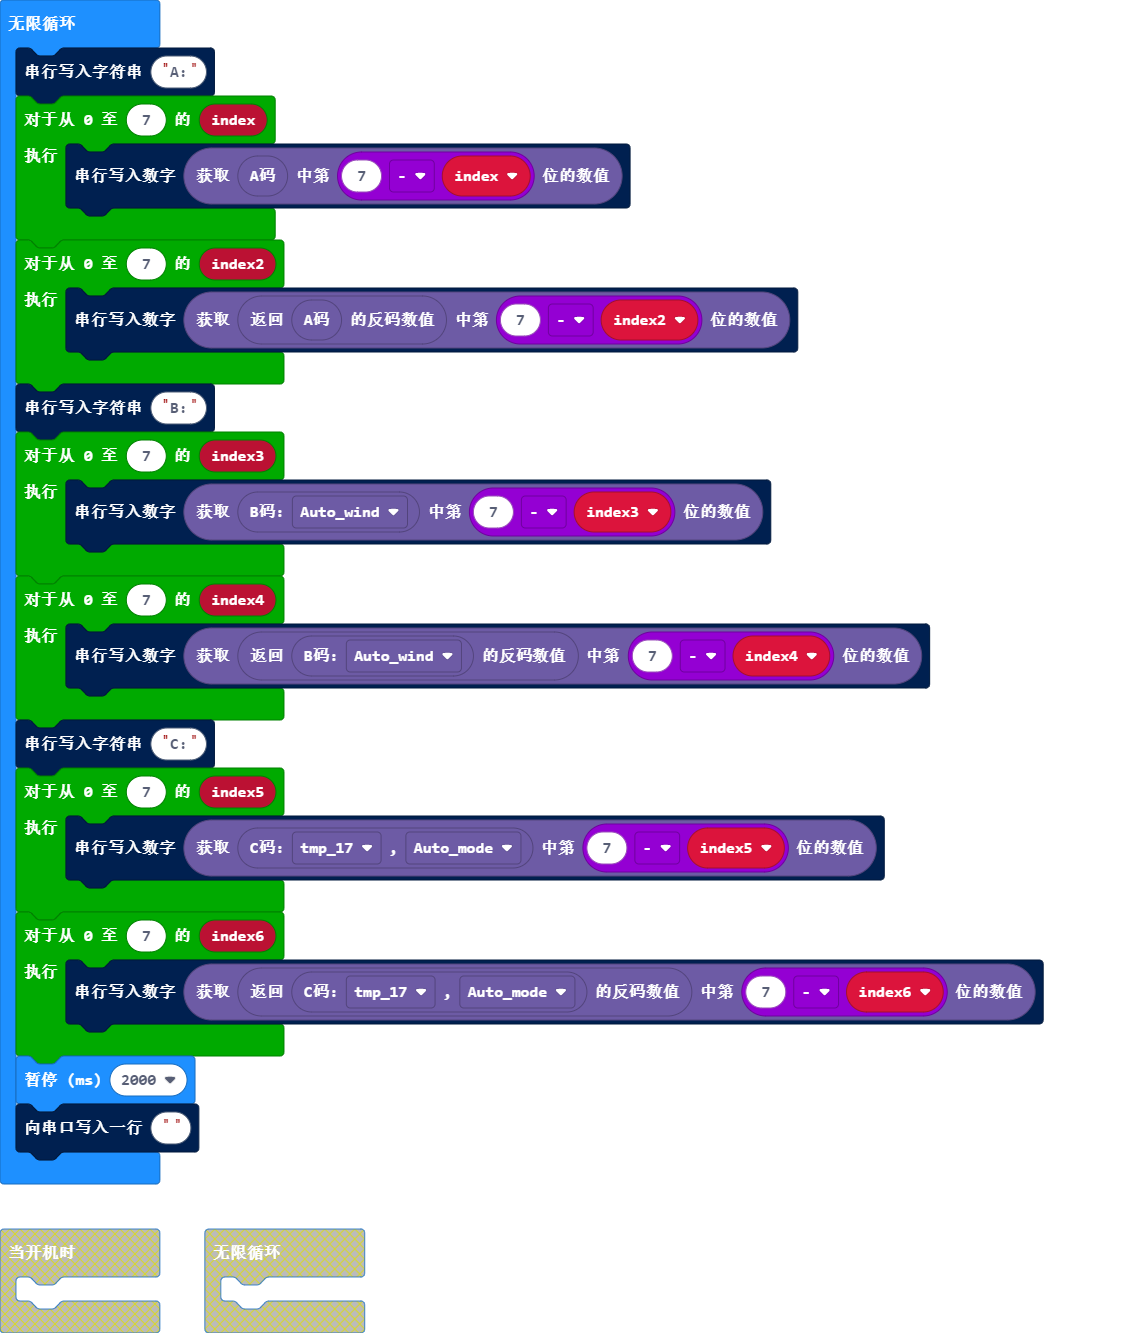 无限循环
串行写入字符串 "A:"
对于从 0 至 7 的 index
执行
串行写入数字 获取 A码 中第 7 - index 位的数值
对于从 0 至 7 的 index2
执行
串行写入数字 获取 返回 A码 的反码数值 中第 7 - index2 位的数值
串行写入字符串 "B:"
对于从 0 至 7 的 index3
执行
串行写入数字 获取 B码: Auto_wind 中第 7 - index3 位的数值
对于从 0 至 7 的 index4
执行
串行写入数字 获取 返回 B码: Auto_wind 的反码数值 中第 7 - index4 位的数值
串行写入字符串 "C:"
对于从 0 至 7 的 index5
执行
串行写入数字 获取 C码: tmp_17 , Auto_mode 中第 7 - index5 位的数值
对于从 0 至 7 的 index6
执行
串行写入数字 获取 返回 C码: tmp_17 , Auto_mode 的反码数值 中第 7 - index6 位的数值
暂停 (ms) 2000
向串口写入一行 " "
当开机时 无限循环